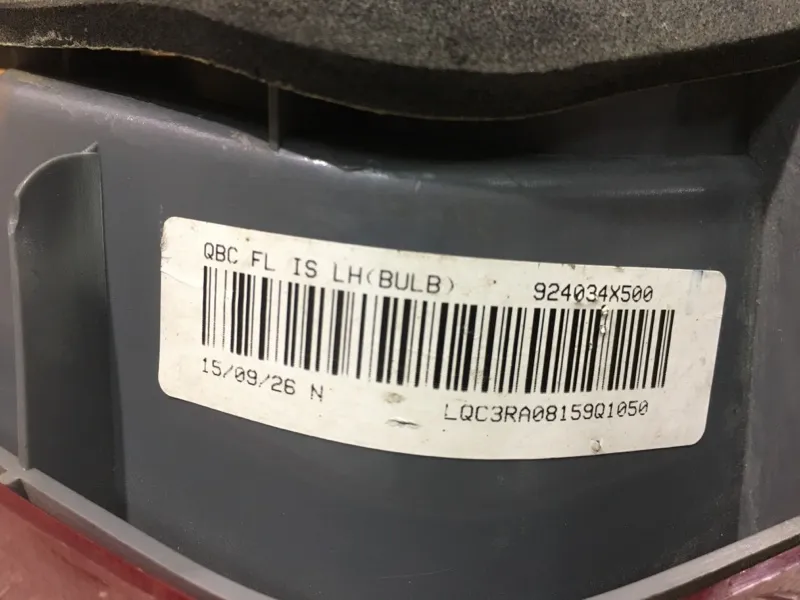 QBC FL IS LH(BULB) 924034X500
15/09/26 N LQC3RA08159Q1050